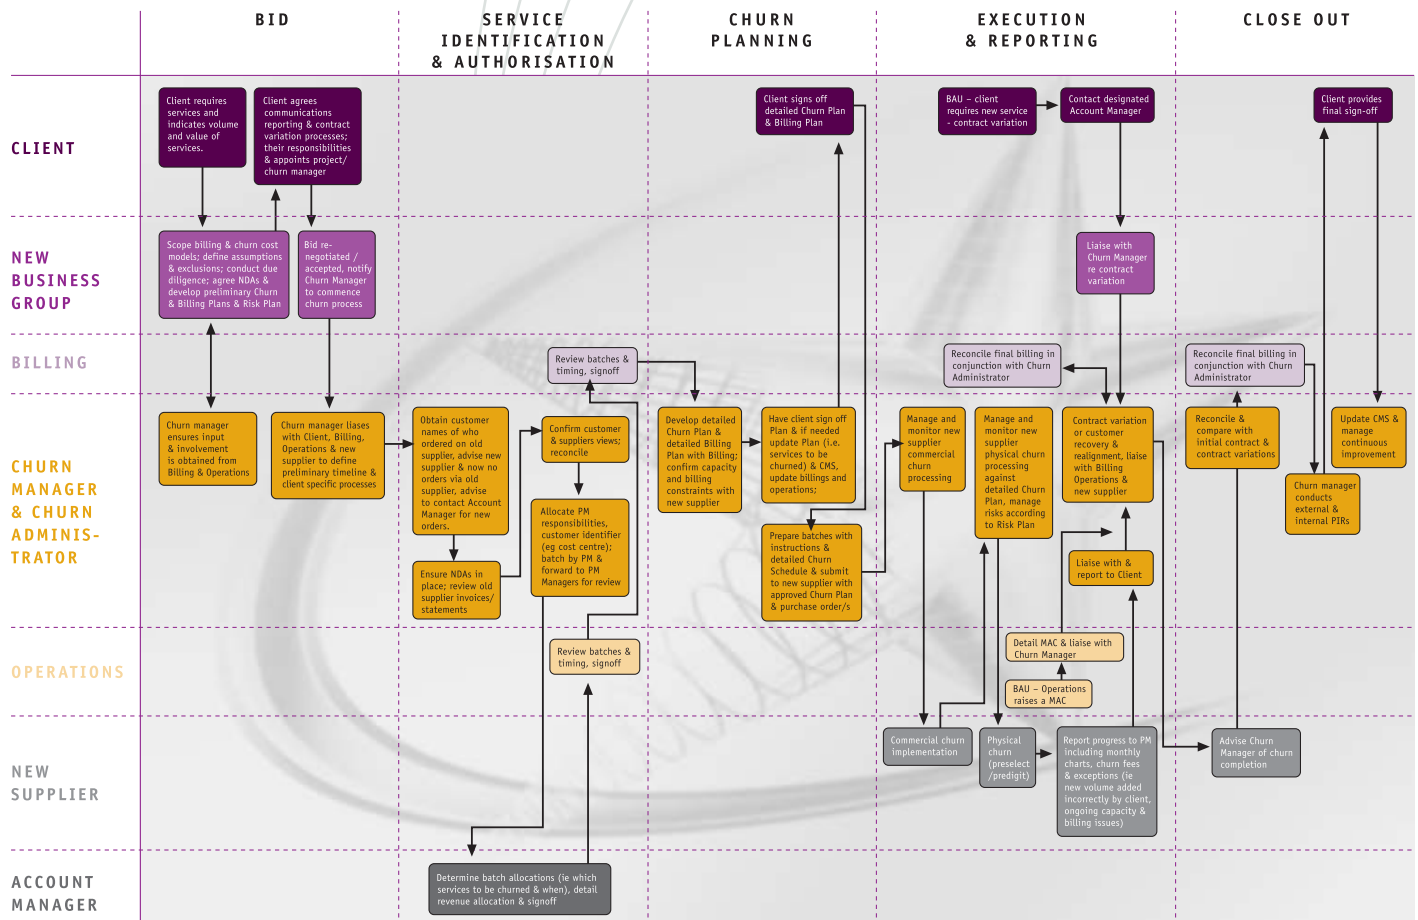 BID
SERVICE
IDENTIFICATION
& AUTHORISATION
CHURN
PLANNING
EXECUTION
& REPORTING
CLOSE OUT
CLIENT
Client requires
services and
indicates volume
and value of
services.
Client agrees
communications
reporting & contract
variation processes;
their responsibilities
& appoints project/
churn manager
Client signs off
detailed Churn Plan
& Billing Plan
BAU – client
requires new service
- contract variation
Contact designated
Account Manager
Client provides
final sign-off
NEW
BUSINESS
GROUP
Scope billing & churn cost
models; define assumptions
& exclusions; conduct due
diligence; agree NDAs &
develop preliminary Churn
& Billing Plans & Risk Plan
Bid re-
negotiated /
accepted, notify
Churn Manager
to commence
churn process
Liaise with
Churn Manager
re contract
variation
BILLING
Review batches &
timing, signoff
Reconcile final billing in
conjunction with Churn
Administrator
Reconcile final billing in
conjunction with Churn
Administrator
CHURN
MANAGER
& CHURN
ADMINIS-
TRATOR
Churn manager
ensures input
& involvement
is obtained from
Billing & Operations
Churn manager liases
with Client, Billing,
Operations & new
supplier to define
preliminary timeline &
client specific processes
Obtain customer
names of who
ordered on old
supplier, advise new
supplier & now no
orders via old
supplier, advise
to contact Account
Manager for new
orders.
Ensure NDAs in
place; review old
supplier invoices/
statements
Confirm customer
& suppliers views;
reconcile
Allocate PM
responsibilities,
customer identifier
(eg cost centre);
batch by PM &
forward to PM
Managers for review
Develop detailed
Churn Plan &
detailed Billing
Plan with Billing;
confirm capacity
and billing
constraints with
new supplier
Have client sign off
Plan & if needed
update Plan (i.e.
services to be
churned) & CMS,
update billings and
operations;
Prepare batches with
instructions &
detailed Churn
Schedule & submit
to new supplier with
approved Churn Plan
& purchase order/s
Manage and
monitor new
supplier
commercial
churn
processing
Manage and
monitor new
supplier
physical churn
processing
against
detailed Churn
Plan, manage
risks according
to Risk Plan
Contract variation
or customer
recovery &
realignment, liaise
with Billing
Operations &
new supplier
Liaise with &
report to Client
Reconcile &
compare with
initial contract &
contract variations
Churn manager
conducts
external &
internal PIRs
Update CMS &
manage
continuous
improvement
OPERATIONS
Review batches &
timing, signoff
Detail MAC & liaise with
Churn Manager
BAU – Operations
raises a MAC
NEW
SUPPLIER
Commercial churn
implementation
Physical
churn
(preselect
/predigit)
Report progress to PM
including monthly
charts, churn fees
& exceptions (ie
new volume added
incorrectly by client,
ongoing capacity &
billing issues)
Advise Churn
Manager of churn
completion
ACCOUNT
MANAGER
Determine batch allocations (ie which
services to be churned & when), detail
revenue allocation & signoff